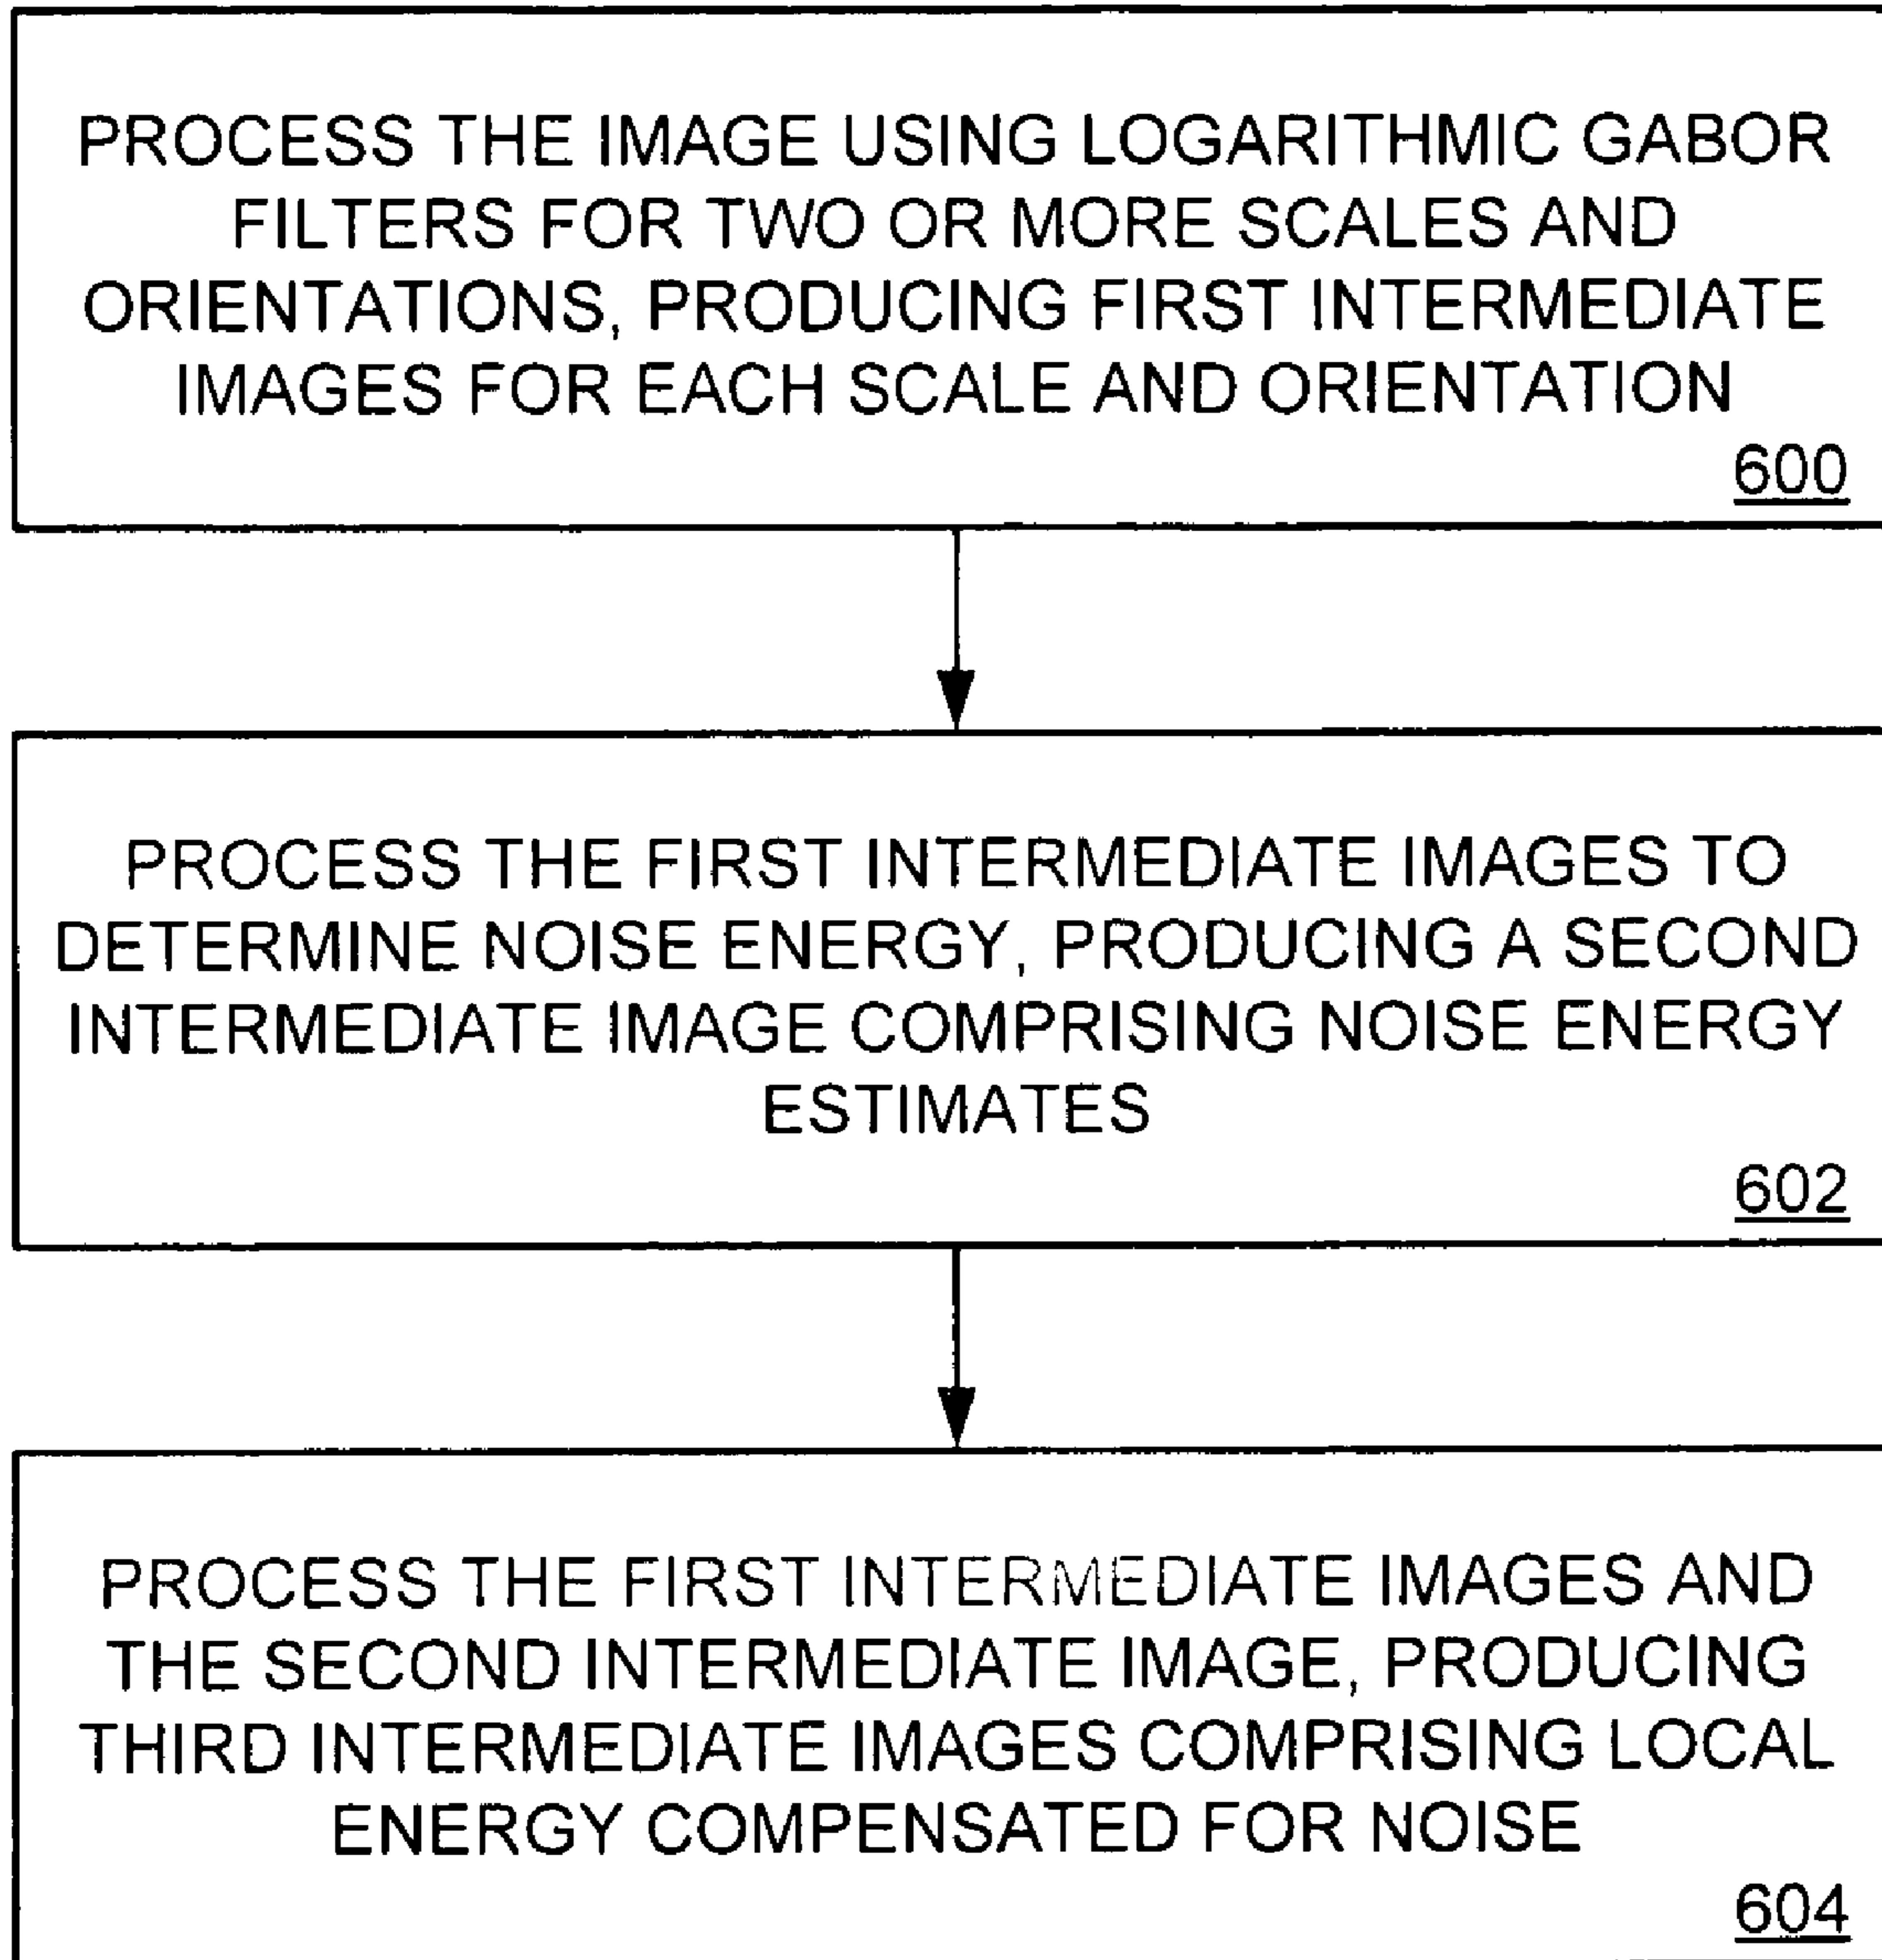 PROCESS THE IMAGE USING LOGARITHMIC GABOR
FILTERS FOR TWO OR MORE SCALES AND
ORIENTATIONS, PRODUCING FIRST INTERMEDIATE
IMAGES FOR EACH SCALE AND ORIENTATION
600
PROCESS THE FIRST INTERMEDIATE IMAGES TO
DETERMINE NOISE ENERGY, PRODUCING A SECOND
INTERMEDIATE IMAGE COMPRISING NOISE ENERGY
ESTIMATES
602
PROCESS THE FIRST INTERMEDIATE IMAGES AND
THE SECOND INTERMEDIATE IMAGE, PRODUCING
THIRD INTERMEDIATE IMAGES COMPRISING LOCAL
ENERGY COMPENSATED FOR NOISE
604